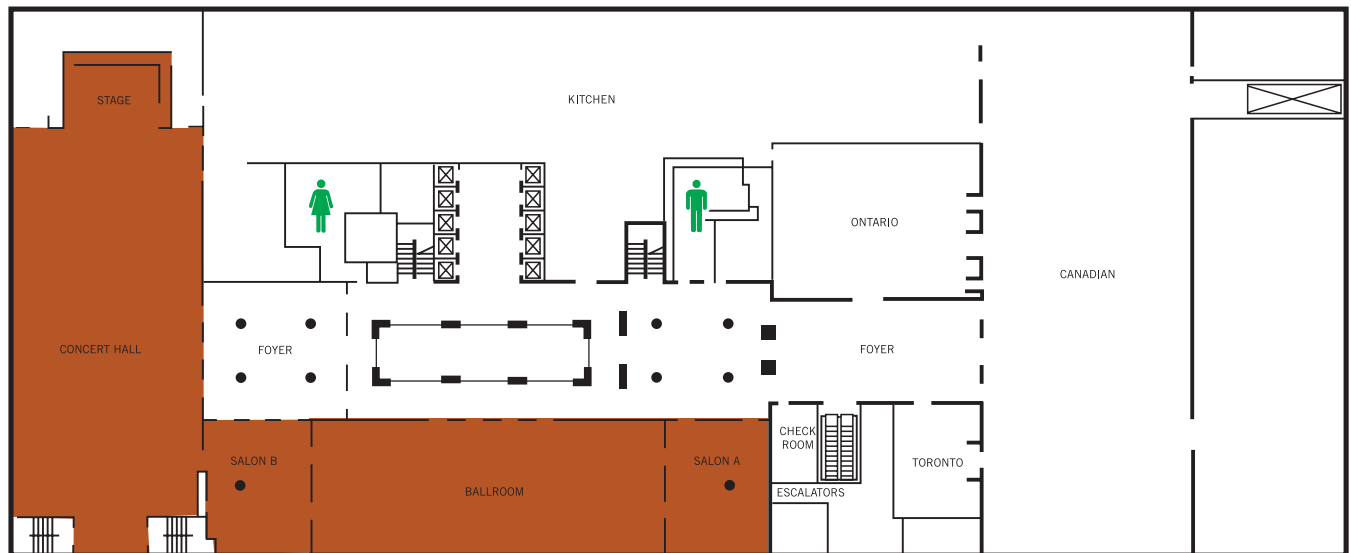 STAGE
KITCHEN
ONTARIO
CANADIAN
CONCERT HALL
FOYER
FOYER
CHECK
ROOM
SALON B
SALON A
TORONTO
BALLROOM
ESCALATORS